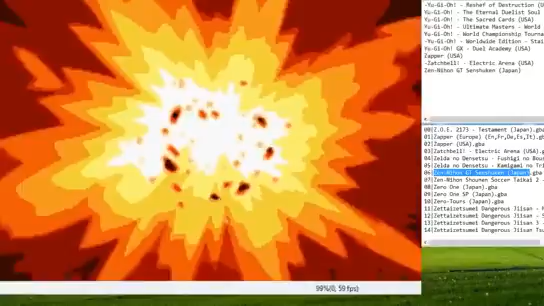 -Yu-Gi-Oh! - Reshef of Destruction (U
Yu-Gi-Oh! - The Eternal Duelist Soul
Yu-Gi-Oh! - The Sacred Cards (USA)
Yu-Gi-Oh! - Ultimate Masters - World
Yu-Gi-Oh! - World Championship Tourna
-Yu-Gi-Oh! - Worldwide Edition - Stai
Yu-Gi-Oh! GX - Duel Academy (USA)
Zapper (USA)
-Zatchbell! - Electric Arena (USA)
Zen-Nihon GT Senshuken (Japan)
00|Z.O.E. 2173 - Testament (Japan).gba
01|Zapper (Europe) (En,Fr,De,Es,It).gb
02|Zapper (USA).gba
03|Zatchbell! - Electric Arena (USA).g
04|Zelda no Densetsu - Fushigi no Bous
05|Zelda no Densetsu - Kamigami no Tri
06|Zen-Nihon GT Senshuken (Japan).gba
07|Zen-Nihon Shounen Soccer Taikai 2 -
08|Zero One (Japan).gba
09|Zero One SP (Japan).gba
10|Zero-Tours (Japan).gba
11|Zettaizetsumei Dangerous Jiisan - F
12|Zettaizetsumei Dangerous Jiisan - S
13|Zettaizetsumei Dangerous Jiisan 3 -
14|Zettaizetsumei Dangerous Jiisan Tsu
99%(0, 59 fps)